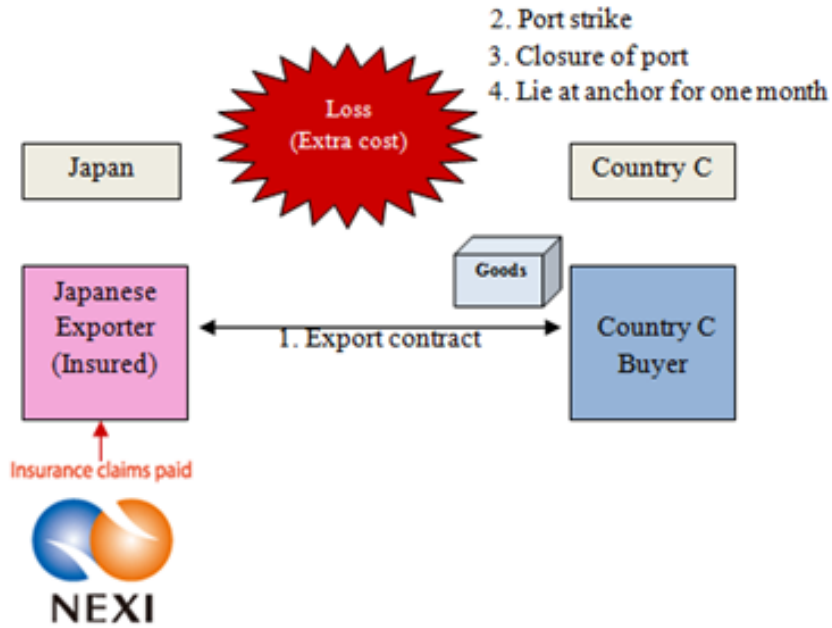 2. Port strike
3. Closure of port
4. Lie at anchor for one month
Loss
(Extra cost)
Japan
Country C
Goods
Japanese
Exporter
(Insured)
1. Export contract
Country C
Buyer
Insurance claims paid
NEXI